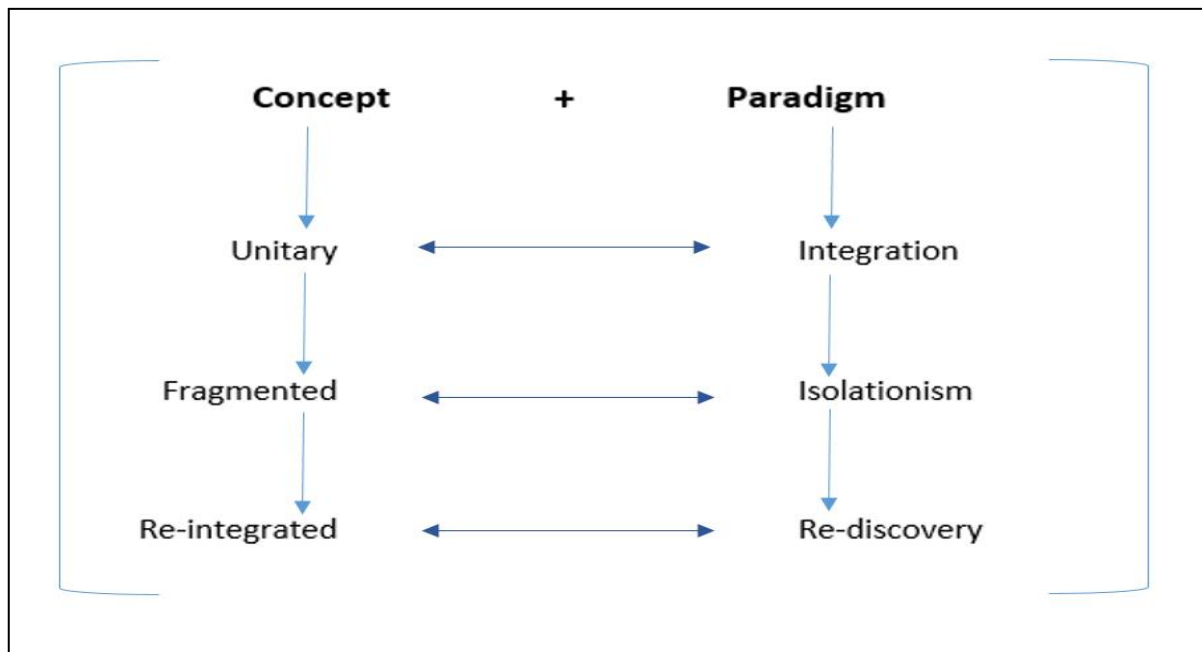 Concept + Paradigm
Unitary Integration
Fragmented Isolationism
Re-integrated Re-discovery